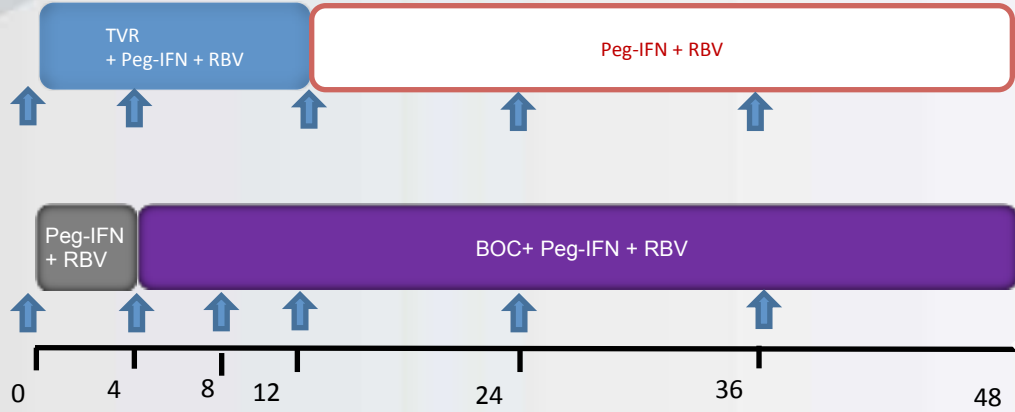 TVR
+ Peg-IFN + RBV
Peg-IFN + RBV
Peg-IFN
+ RBV
BOC+ Peg-IFN + RBV
0 4 8 12 24 36 48